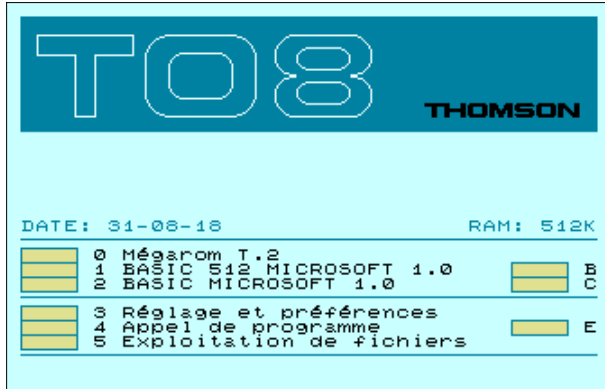 TO8
THOMSON
DATE: 31-08-18 RAM: 512K
0 Mégarom T.2
1 BASIC 512 MICROSOFT 1.0 B
2 BASIC MICROSOFT 1.0 C
3 Réglage et préférences
4 Appel de programme E
5 Exploitation de fichiers